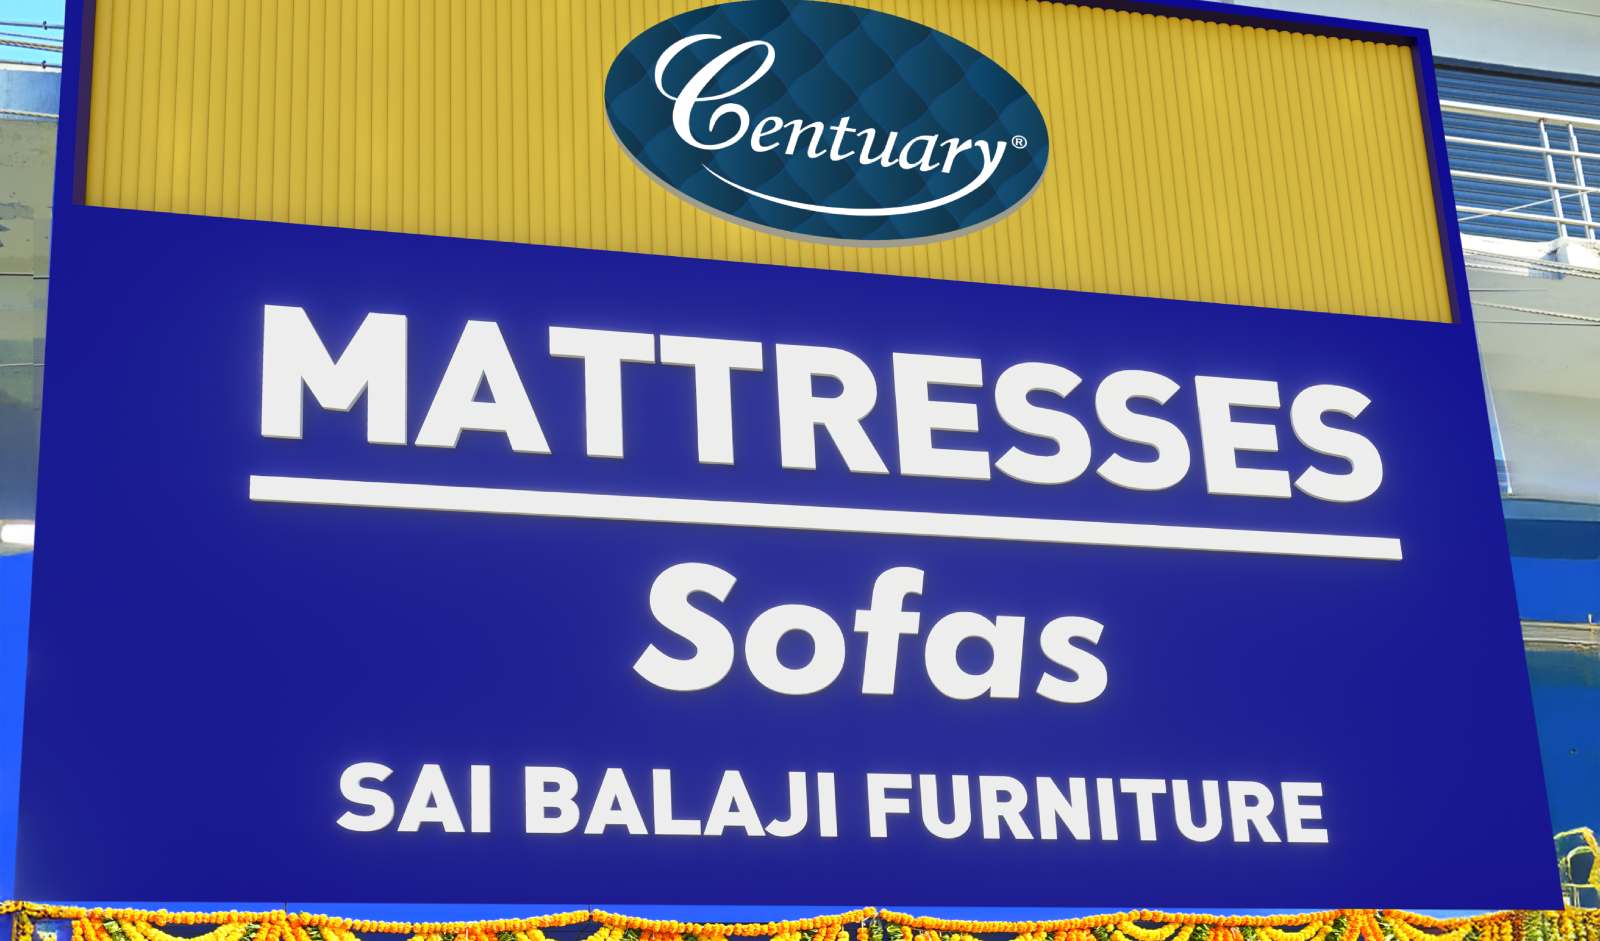 Centuary®
MATTRESSES
Sofas
SAI BALAJI FURNITURE